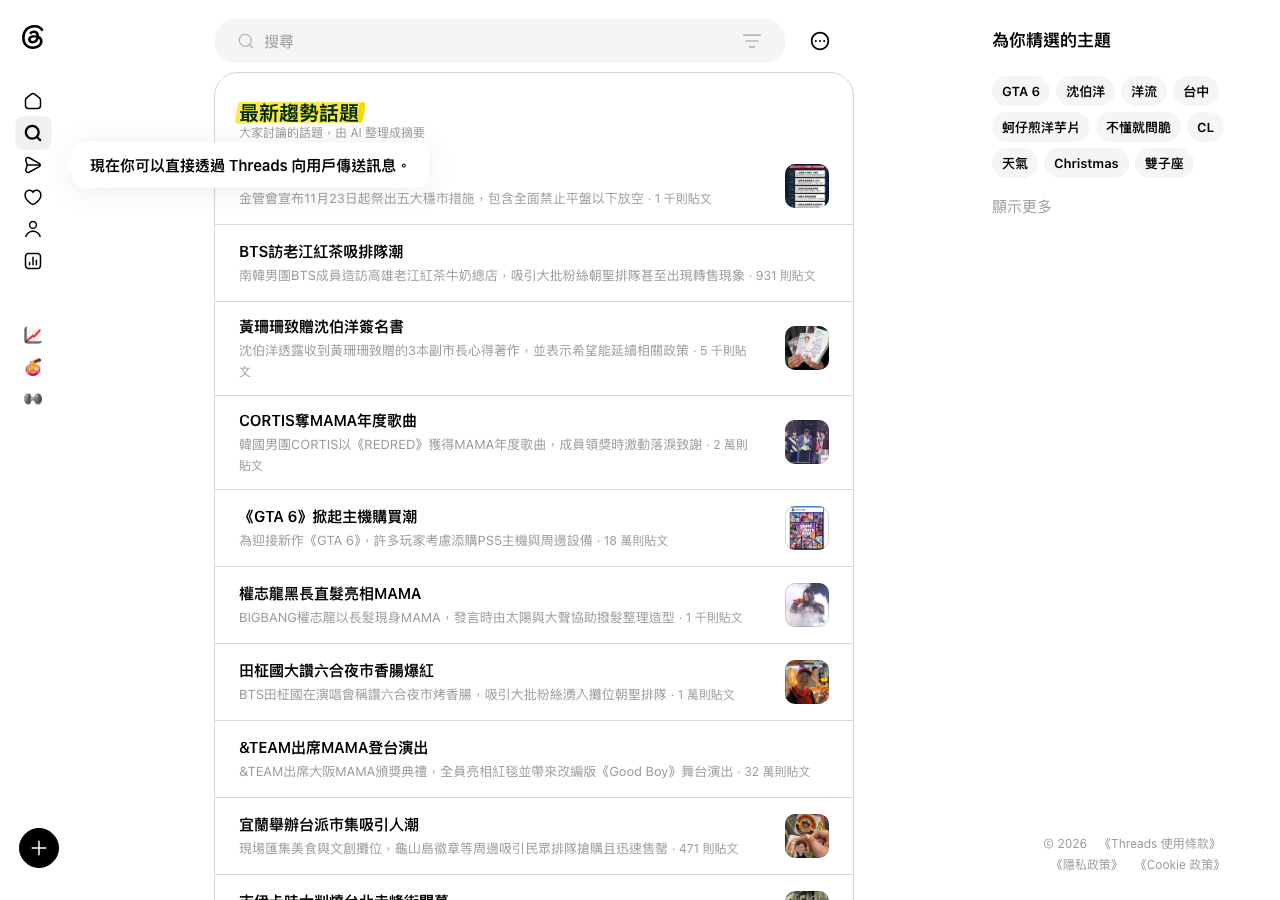 搜尋
最新趨勢話題
大家討論的話題，由 AI 整理成摘要
現在你可以直接透過 Threads 向用戶傳送訊息。
金管會宣布11月23日起祭出五大穩市措施，包含全面禁止平盤以下放空 · 1 千則貼文
BTS訪老江紅茶吸排隊潮
南韓男團BTS成員造訪高雄老江紅茶牛奶總店，吸引大批粉絲朝聖排隊甚至出現轉售現象 · 931 則貼文
黃珊珊致贈沈伯洋簽名書
沈伯洋透露收到黃珊珊致贈的3本副市長心得著作，並表示希望能延續相關政策 · 5 千則貼
文
CORTIS奪MAMA年度歌曲
韓國男團CORTIS以《REDRED》獲得MAMA年度歌曲，成員領獎時激動落淚致謝 · 2 萬則
貼文
《GTA 6》掀起主機購買潮
為迎接新作《GTA 6》，許多玩家考慮添購PS5主機與周邊設備 · 18 萬則貼文
權志龍黑長直髮亮相MAMA
BIGBANG權志龍以長髮現身MAMA，發言時由太陽與大聲協助撥髮整理造型 · 1 千則貼文
田柾國大讚六合夜市香腸爆紅
BTS田柾國在演唱會稱讚六合夜市烤香腸，吸引大批粉絲湧入攤位朝聖排隊 · 1 萬則貼文
&TEAM出席MAMA登台演出
&TEAM出席大阪MAMA頒獎典禮，全員亮相紅毯並帶來改編版《Good Boy》舞台演出 · 32 萬則貼文
宜蘭舉辦台派市集吸引人潮
現場匯集美食與文創攤位，龜山島徽章等周邊吸引民眾排隊搶購且迅速售罄 · 471 則貼文
為你精選的主題
GTA 6 沈伯洋 洋流 台中
蚵仔煎洋芋片 不懂就問脆 CL
天氣 Christmas 雙子座
顯示更多
© 2026 《Threads 使用條款》
《隱私政策》 《Cookie 政策》